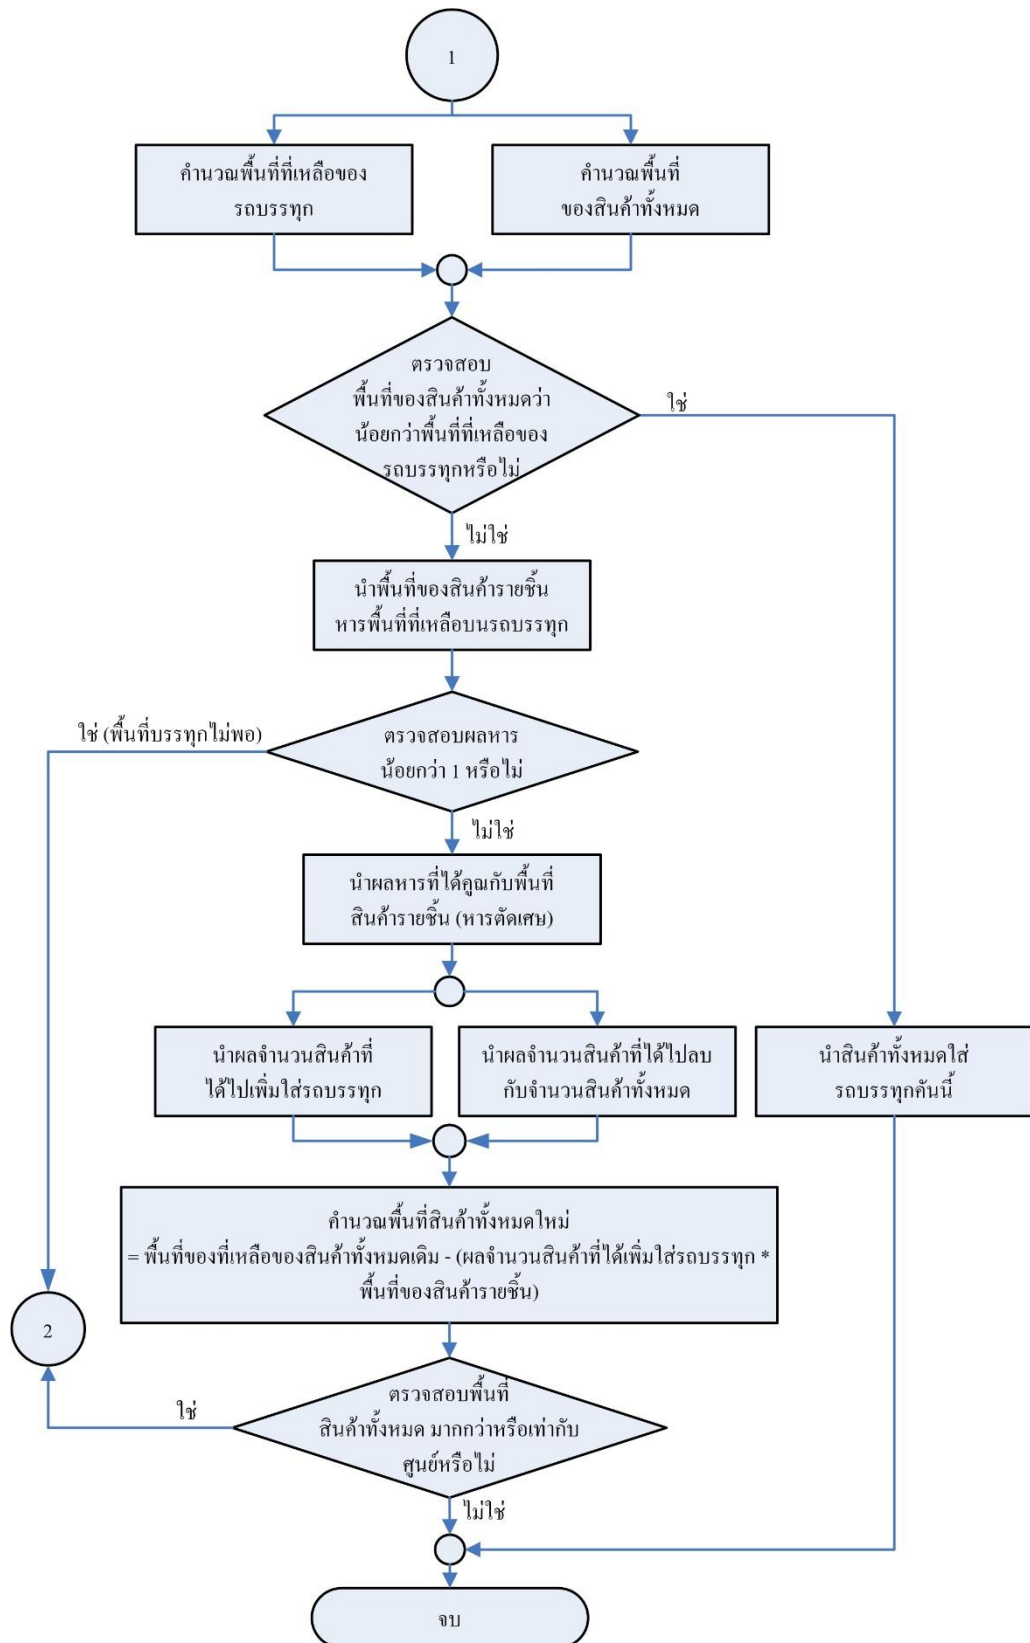 1
คำนวณพื้นที่ที่เหลือของ
รถบรรทุก
คำนวณพื้นที่
ของสินค้าทั้งหมด
ตรวจสอบ
พื้นที่ของสินค้าทั้งหมดว่า
น้อยกว่าพื้นที่ที่เหลือของ
รถบรรทุกหรือไม่
ใช่
ไม่ใช่
นำพื้นที่ของสินค้ารายชิ้น
หารพื้นที่ที่เหลือบนรถบรรทุก
ใช่ (พื้นที่บรรทุกไม่พอ)
ตรวจสอบผลหาร
น้อยกว่า 1 หรือไม่
ไม่ใช่
นำผลหารที่ได้คูณกับพื้นที่
สินค้ารายชิ้น (หารตัดเศษ)
นำผลจำนวนสินค้าที่
ได้ไปเพิ่มใส่รถบรรทุก
นำผลจำนวนสินค้าที่ได้ไปลบ
กับจำนวนสินค้าทั้งหมด
นำสินค้าทั้งหมดใส่
รถบรรทุกคันนี้
คำนวณพื้นที่สินค้าทั้งหมดใหม่
= พื้นที่ของที่เหลือของสินค้าทั้งหมดเดิม - (ผลจำนวนสินค้าที่ได้เพิ่มใส่รถบรรทุก *
พื้นที่ของสินค้ารายชิ้น)
2
ใช่
ตรวจสอบพื้นที่
สินค้าทั้งหมด มากกว่าหรือเท่ากับ
ศูนย์หรือไม่
ไม่ใช่
จบ